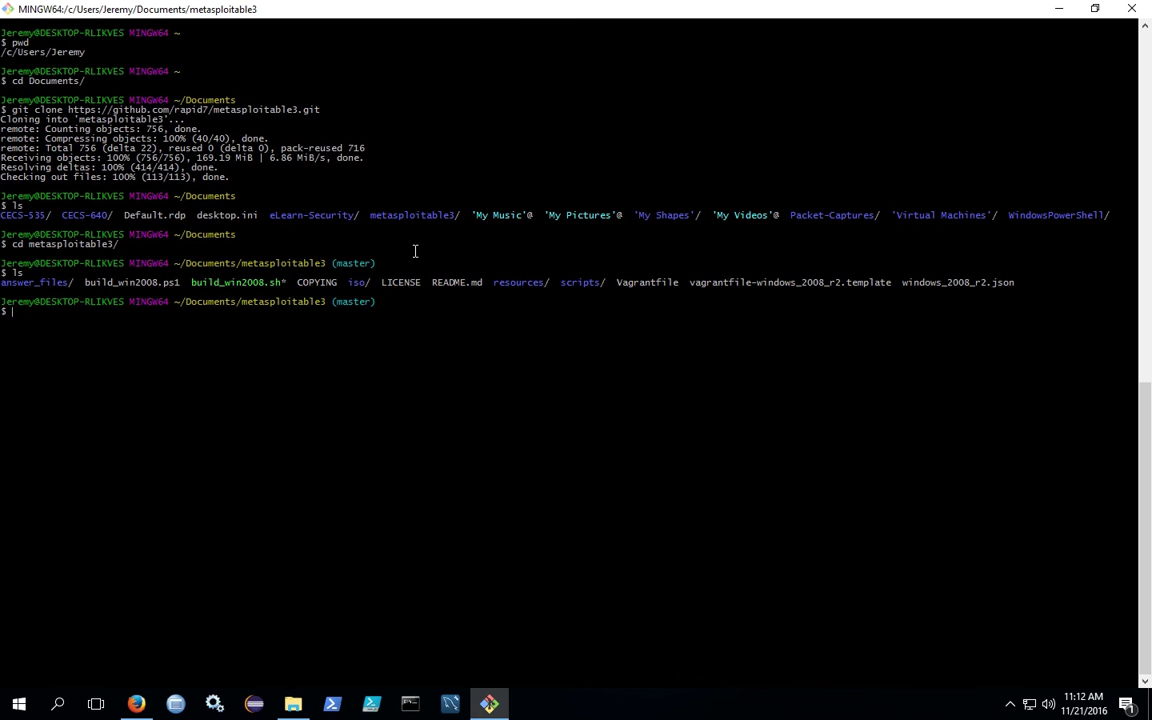 MINGW64:/c/Users/Jeremy/Documents/metasploitable3
Jeremy@DESKTOP-RLIKVES MINGW64 ~
$ pwd
/c/Users/Jeremy
Jeremy@DESKTOP-RLIKVES MINGW64 ~
$ cd Documents/
Jeremy@DESKTOP-RLIKVES MINGW64 ~/Documents
$ git clone https://github.com/rapid7/metasploitable3.git
Cloning into 'metasploitable3'...
remote: Counting objects: 756, done.
remote: Compressing objects: 100% (40/40), done.
remote: Total 756 (delta 22), reused 0 (delta 0), pack-reused 716
Receiving objects: 100% (756/756), 169.19 MiB | 6.86 MiB/s, done.
Resolving deltas: 100% (414/414), done.
Checking out files: 100% (113/113), done.
Jeremy@DESKTOP-RLIKVES MINGW64 ~/Documents
$ ls
CECS-535/ CECS-640/ Default.rdp desktop.ini eLearn-Security/ metasploitable3/ 'My Music'@ 'My Pictures'@ 'My Shapes'/ 'My Videos'@ Packet-Captures/ 'Virtual Machines'/ WindowsPowerShell/
Jeremy@DESKTOP-RLIKVES MINGW64 ~/Documents
$ cd metasploitable3/
Jeremy@DESKTOP-RLIKVES MINGW64 ~/Documents/metasploitable3 (master)
$ ls
answer_files/ build_win2008.ps1 build_win2008.sh* COPYING iso/ LICENSE README.md resources/ scripts/ Vagrantfile vagrantfile-windows_2008_r2.template windows_2008_r2.json
Jeremy@DESKTOP-RLIKVES MINGW64 ~/Documents/metasploitable3 (master)
$
11:12 AM
11/21/2016
1